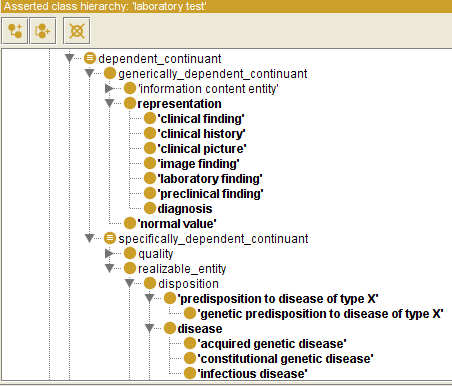 Asserted class hierarchy: 'laboratory test'
dependent_continuant
generically_dependent_continuant
'information content entity'
representation
'clinical finding'
'clinical history'
'clinical picture'
'image finding'
'laboratory finding'
'preclinical finding'
diagnosis
'normal value'
specifically_dependent_continuant
quality
realizable_entity
disposition
'predisposition to disease of type X'
'genetic predisposition to disease of type X'
disease
'acquired genetic disease'
'constitutional genetic disease'
'infectious disease'